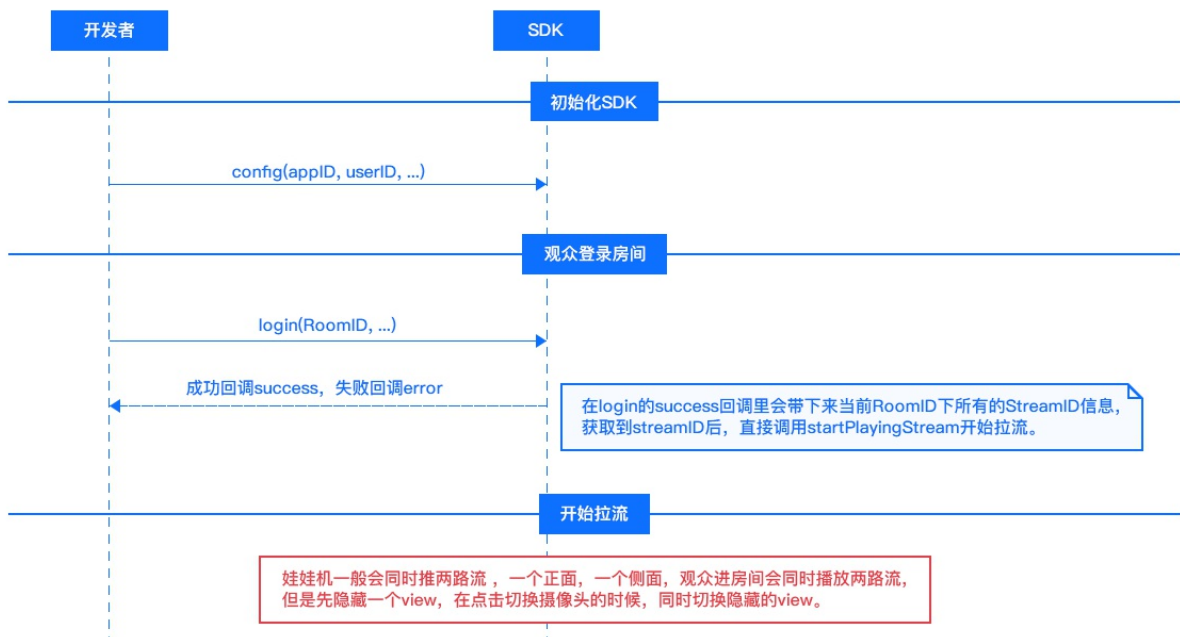 开发者
SDK
初始化SDK
config(appID, userID, ...)
观众登录房间
login(RoomID, ...)
成功回调success，失败回调error
在login的success回调里会带下来当前RoomID下所有的StreamID信息，
获取到streamID后，直接调用startPlayingStream开始拉流。
开始拉流
娃娃机一般会同时推两路流 ，一个正面，一个侧面，观众进房间会同时播放两路流，
但是先隐藏一个view，在点击切换摄像头的时候，同时切换隐藏的view。